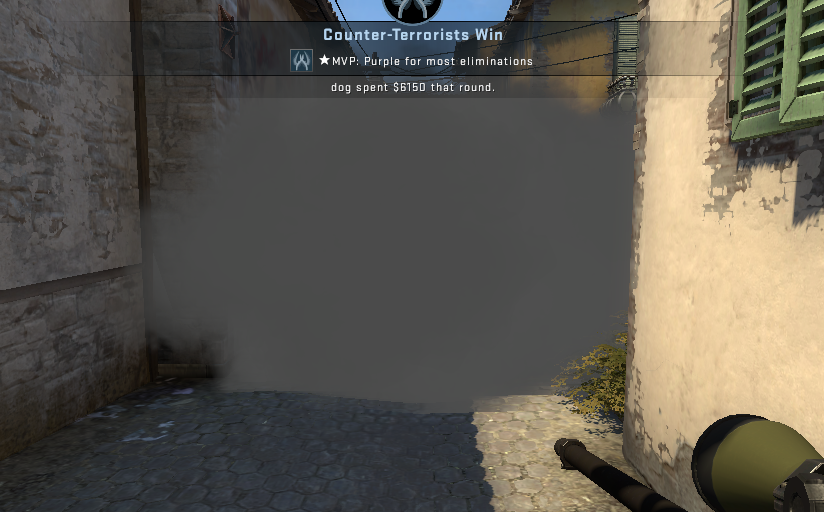 Counter-Terrorists Win
★MVP: Purple for most eliminations
dog spent $6150 that round.